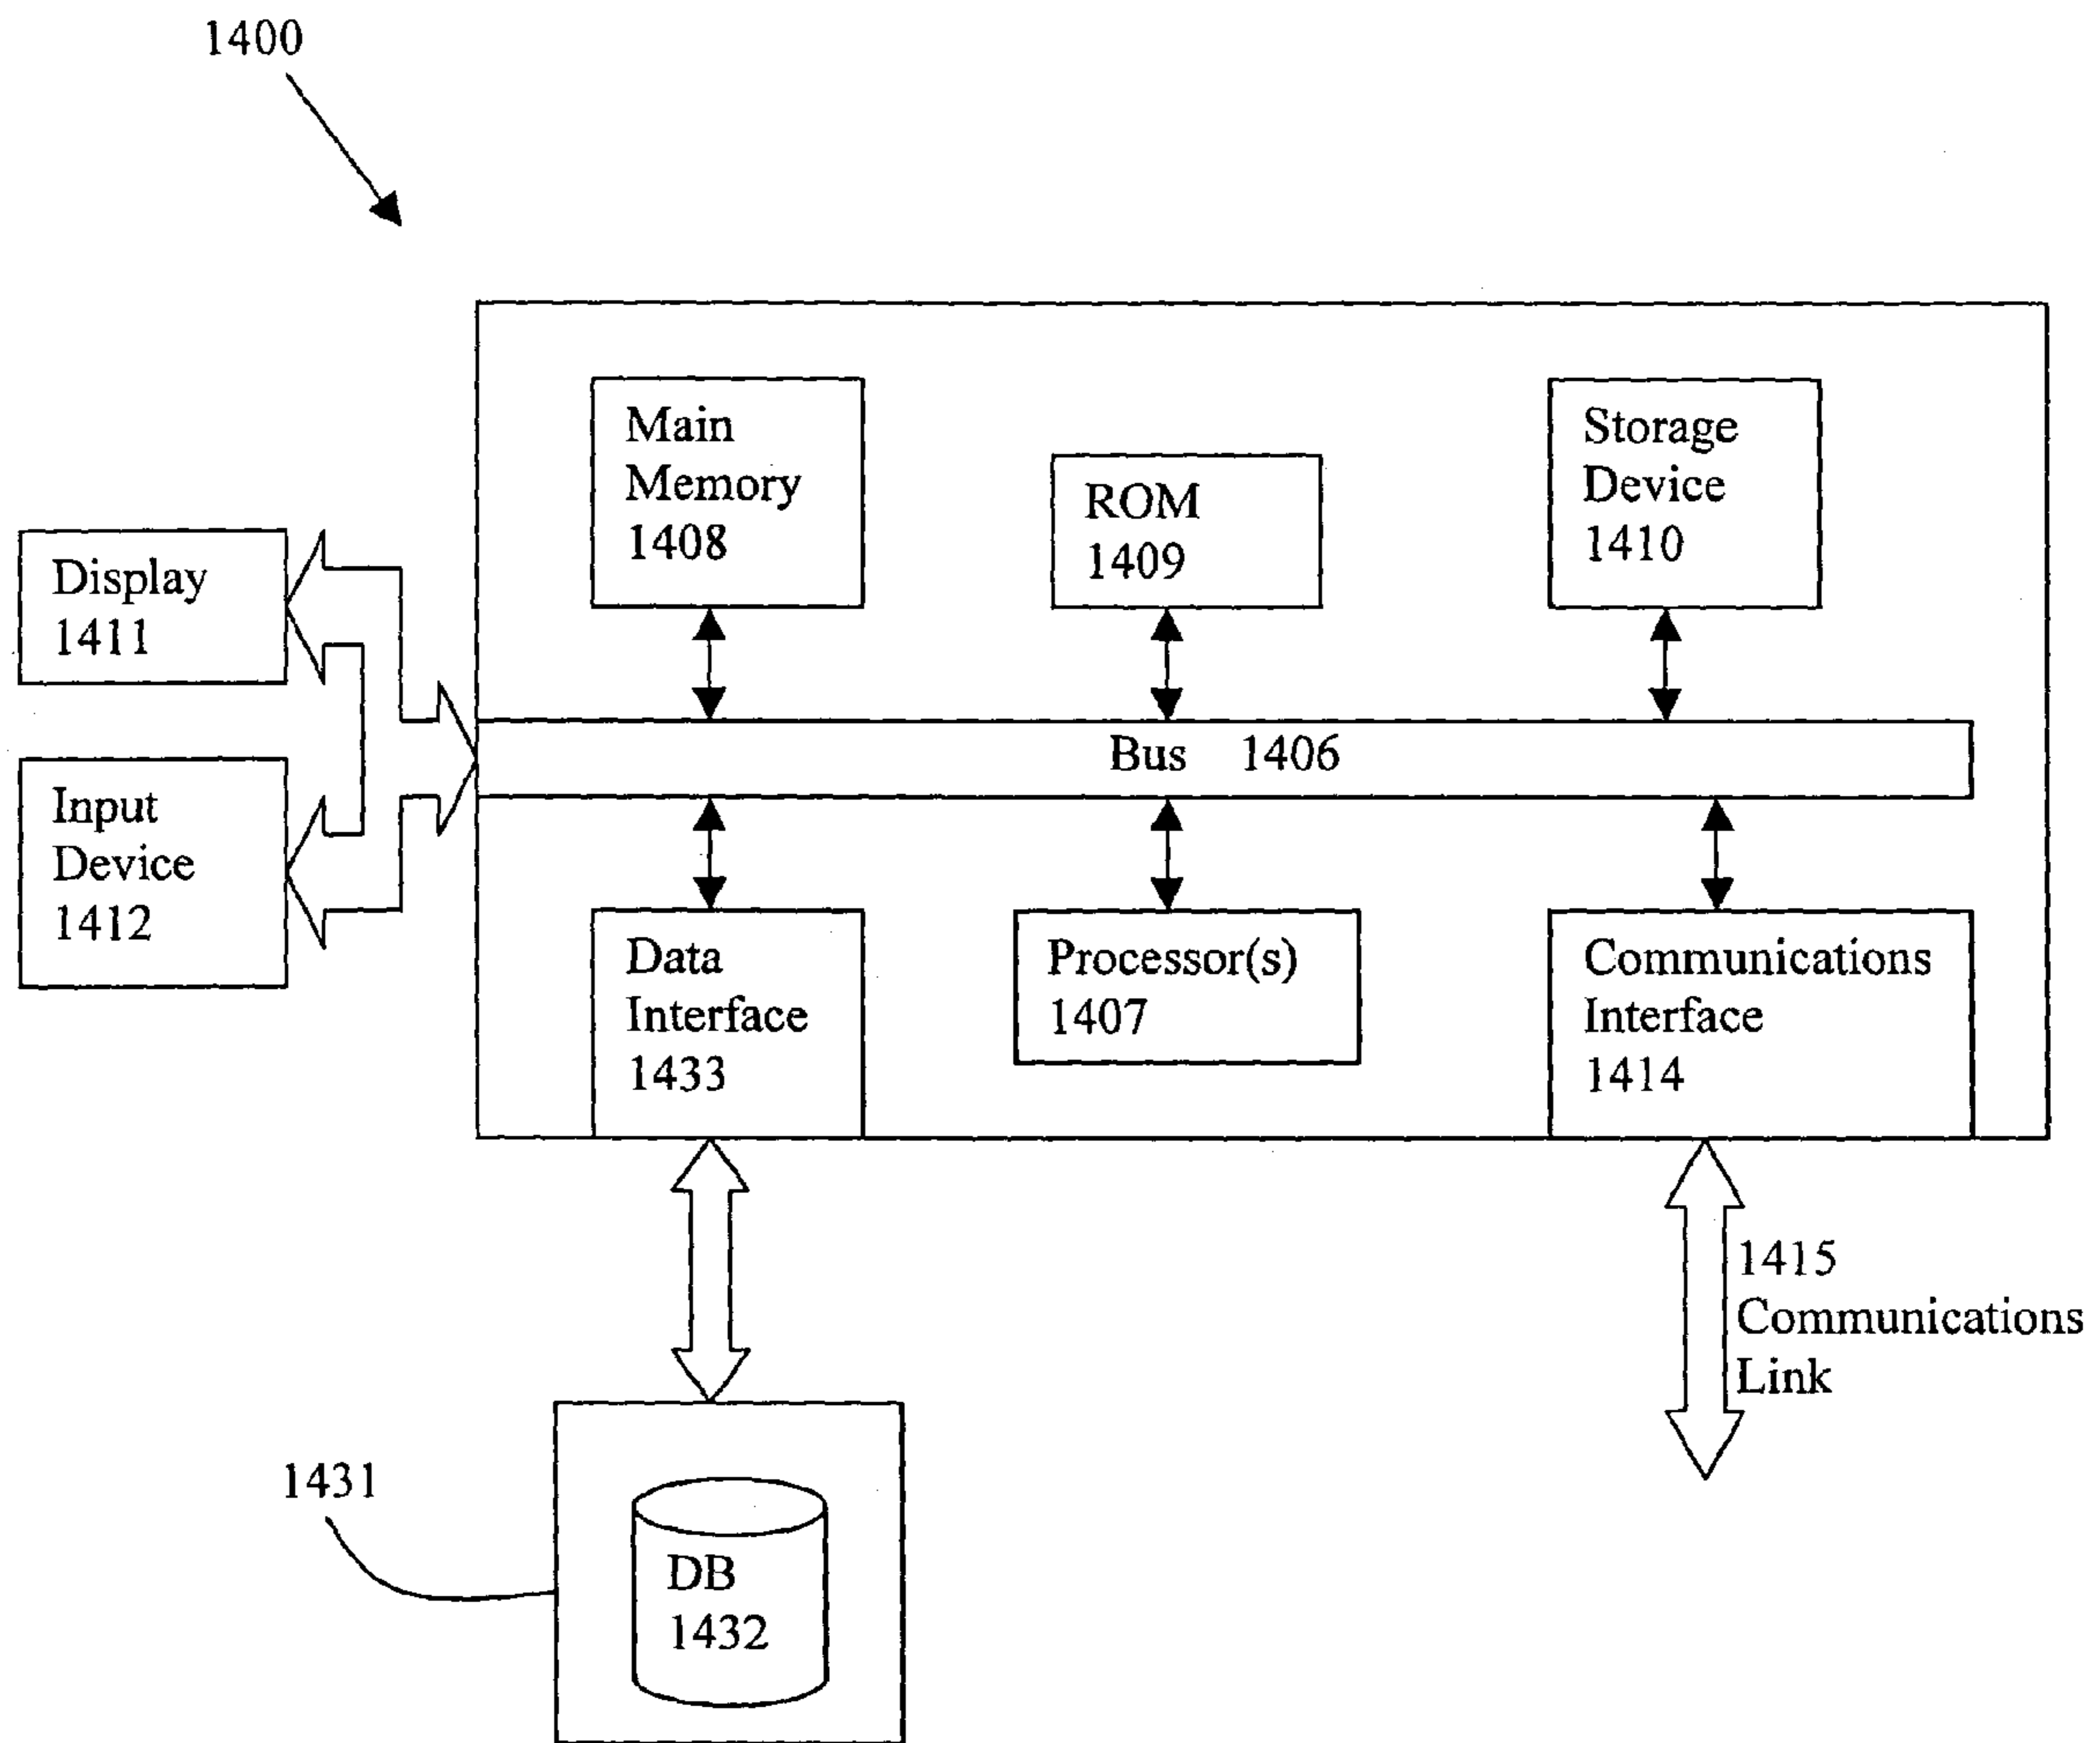 1400
Main
Memory
1408
ROM
1409
Storage
Device
1410
Display
1411
Input
Device
1412
Bus 1406
Data
Interface
1433
Processor(s)
1407
Communications
Interface
1414
1415
Communications
Link
1431
DB
1432